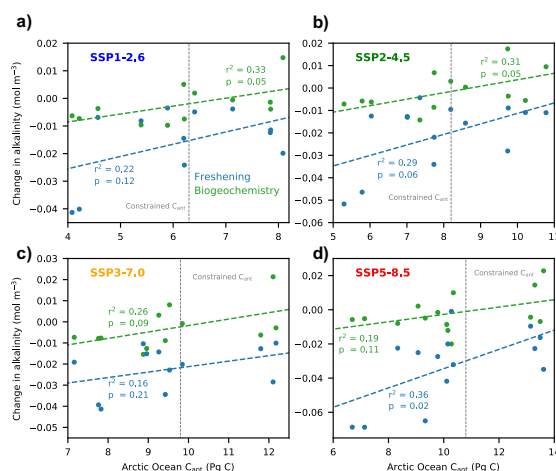 a)
SSP1-2.6
r² = 0.33
p = 0.05
r² = 0.22
p = 0.12
Freshening
Biogeochemistry
Constrained Cant
Change in alkalinity (mol m⁻³)
0.02
0.01
0.00
−0.01
−0.02
−0.03
−0.04
4
5
6
7
8
b)
SSP2-4.5
r² = 0.31
p = 0.05
r² = 0.29
p = 0.06
Constrained Cant
0.02
0.01
0.00
−0.01
−0.02
−0.03
−0.04
−0.05
−0.06
5
6
7
8
9
10
11
c)
SSP3-7.0
Constrained Cant
r² = 0.26
p = 0.09
r² = 0.16
p = 0.21
Change in alkalinity (mol m⁻³)
0.03
0.02
0.01
0.00
−0.01
−0.02
−0.03
−0.04
−0.05
7
8
9
10
11
12
Arctic Ocean Cant (Pg C)
d)
SSP5-8.5
Constrained Cant
r² = 0.19
p = 0.11
r² = 0.36
p = 0.02
0.02
0.00
−0.02
−0.04
−0.06
6
8
10
12
14
Arctic Ocean Cant (Pg C)